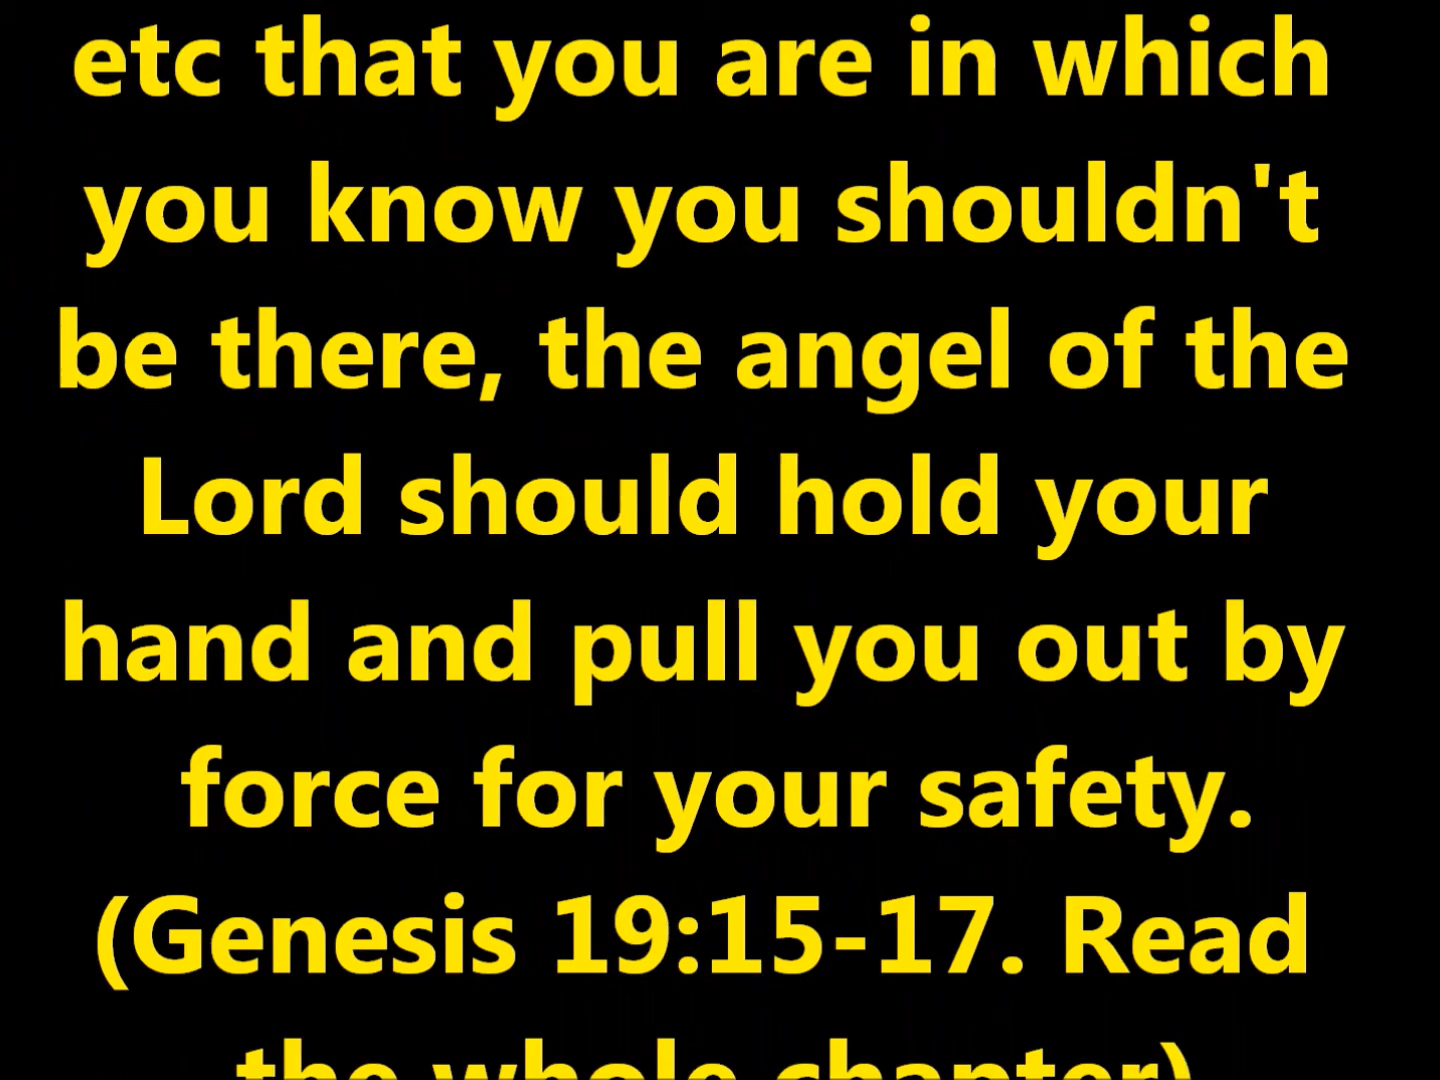 etc that you are in which
you know you shouldn't
be there, the angel of the
Lord should hold your
hand and pull you out by
force for your safety.
(Genesis 19:15-17. Read
the whole chapter)